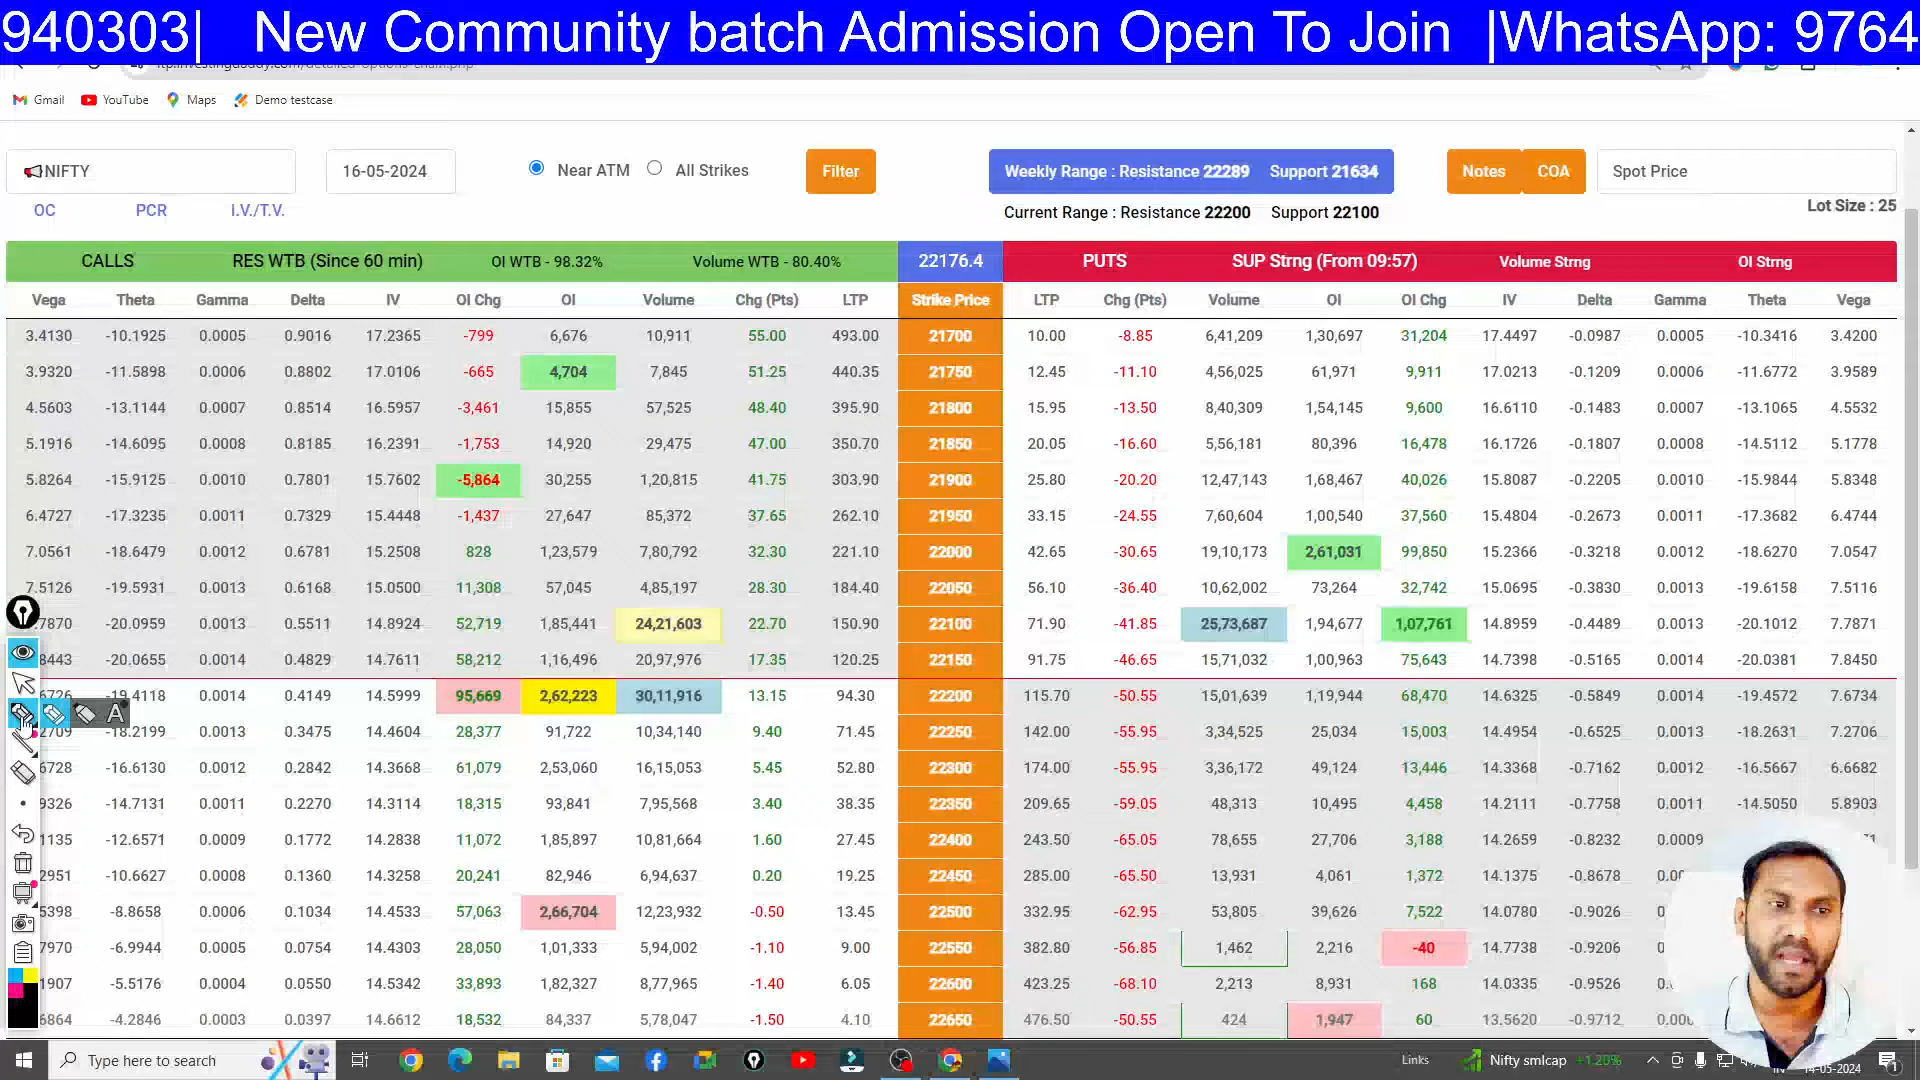 940303| New Community batch Admission Open To Join |WhatsApp: 9764
Gmail YouTube Maps Demo testcase
NIFTY 16-05-2024 Near ATM All Strikes Filter Weekly Range : Resistance 22289 Support 21634 Notes COA Spot Price
OC PCR I.V./T.V. Current Range : Resistance 22200 Support 22100 Lot Size : 25
CALLS RES WTB (Since 60 min) OI WTB - 98.32% Volume WTB - 80.40% 22176.4 PUTS SUP Strng (From 09:57) Volume Strng OI Strng
Vega Theta Gamma Delta IV OI Chg OI Volume Chg (Pts) LTP Strike Price LTP Chg (Pts) Volume OI OI Chg IV Delta Gamma Theta Vega
3.4130 -10.1925 0.0005 0.9016 17.2365 -799 6,676 10,911 55.00 493.00 21700 10.00 -8.85 6,41,209 1,30,697 31,204 17.4497 -0.0987 0.0005 -10.3416 3.4200
3.9320 -11.5898 0.0006 0.8802 17.0106 -665 4,704 7,845 51.25 440.35 21750 12.45 -11.10 4,56,025 61,971 9,911 17.0213 -0.1209 0.0006 -11.6772 3.9589
4.5603 -13.1144 0.0007 0.8514 16.5957 -3,461 15,855 57,525 48.40 395.90 21800 15.95 -13.50 8,40,309 1,54,145 9,600 16.6110 -0.1483 0.0007 -13.1065 4.5532
5.1916 -14.6095 0.0008 0.8185 16.2391 -1,753 14,920 29,475 47.00 350.70 21850 20.05 -16.60 5,56,181 80,396 16,478 16.1726 -0.1807 0.0008 -14.5112 5.1778
5.8264 -15.9125 0.0010 0.7801 15.7602 -5,864 30,255 1,20,815 41.75 303.90 21900 25.80 -20.20 12,47,143 1,68,467 40,026 15.8087 -0.2205 0.0010 -15.9844 5.8348
6.4727 -17.3235 0.0011 0.7329 15.4448 -1,437 27,647 85,372 37.65 262.10 21950 33.15 -24.55 7,60,604 1,00,540 37,560 15.4804 -0.2673 0.0011 -17.3682 6.4744
7.0561 -18.6479 0.0012 0.6781 15.2508 828 1,23,579 7,80,792 32.30 221.10 22000 42.65 -30.65 19,10,173 2,61,031 99,850 15.2366 -0.3218 0.0012 -18.6270 7.0547
7.5126 -19.5931 0.0013 0.6168 15.0500 11,308 57,045 4,85,197 28.30 184.40 22050 56.10 -36.40 10,62,002 73,264 32,742 15.0695 -0.3830 0.0013 -19.6158 7.5116
.7870 -20.0959 0.0013 0.5511 14.8924 52,719 1,85,441 24,21,603 22.70 150.90 22100 71.90 -41.85 25,73,687 1,94,677 1,07,761 14.8959 -0.4489 0.0013 -20.1012 7.7871
8443 -20.0655 0.0014 0.4829 14.7611 58,212 1,16,496 20,97,976 17.35 120.25 22150 91.75 -46.65 15,71,032 1,00,963 75,643 14.7398 -0.5165 0.0014 -20.0381 7.8450
6726 -19.4118 0.0014 0.4149 14.5999 95,669 2,62,223 30,11,916 13.15 94.30 22200 115.70 -50.55 15,01,639 1,19,944 68,470 14.6325 -0.5849 0.0014 -19.4572 7.6734
2709 -18.2199 0.0013 0.3475 14.4604 28,377 91,722 10,34,140 9.40 71.45 22250 142.00 -55.95 3,34,525 25,034 15,003 14.4954 -0.6525 0.0013 -18.2631 7.2706
6728 -16.6130 0.0012 0.2842 14.3668 61,079 2,53,060 16,15,053 5.45 52.80 22300 174.00 -55.95 3,36,172 49,124 13,446 14.3368 -0.7162 0.0012 -16.5667 6.6682
9326 -14.7131 0.0011 0.2270 14.3114 18,315 93,841 7,95,568 3.40 38.35 22350 209.65 -59.05 48,313 10,495 4,458 14.2111 -0.7758 0.0011 -14.5050 5.8903
1135 -12.6571 0.0009 0.1772 14.2838 11,072 1,85,897 10,81,664 1.60 27.45 22400 243.50 -65.05 78,655 27,706 3,188 14.2659 -0.8232 0.0009
2951 -10.6627 0.0008 0.1360 14.3258 20,241 82,946 6,94,637 0.20 19.25 22450 285.00 -65.50 13,931 4,061 1,372 14.1375 -0.8678
5398 -8.8658 0.0006 0.1034 14.4533 57,063 2,66,704 12,23,932 -0.50 13.45 22500 332.95 -62.95 53,805 39,626 7,522 14.0780 -0.9026
7970 -6.9944 0.0005 0.0754 14.4303 28,050 1,01,333 5,94,002 -1.10 9.00 22550 382.80 -56.85 1,462 2,216 -40 14.7738 -0.9206
1907 -5.5176 0.0004 0.0550 14.5342 33,893 1,82,327 8,77,965 -1.40 6.05 22600 423.25 -68.10 2,213 8,931 168 14.0335 -0.9526
6864 -4.2846 0.0003 0.0397 14.6612 18,532 84,337 5,78,047 -1.50 4.10 22650 476.50 -50.55 424 1,947 60 13.5620 -0.9712
Type here to search Links Nifty smlcap +1.20% 14-05-2024